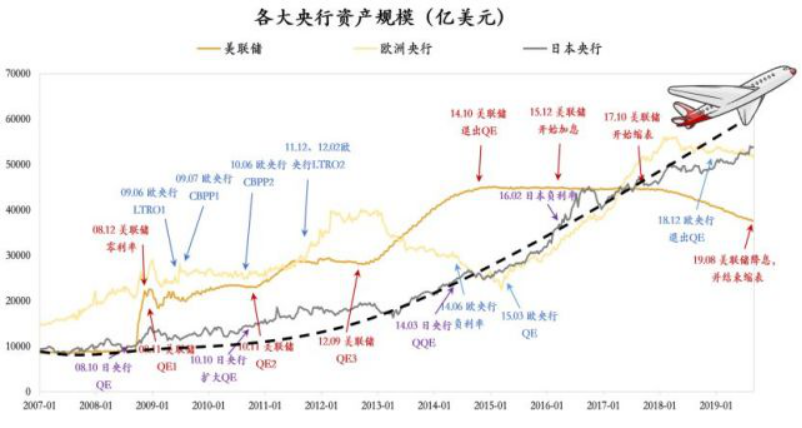 各大央行资产规模（亿美元）
美联储
欧洲央行
日本央行
70000
60000
50000
40000
30000
20000
10000
0
2007-01
2008-01
2009-01
2010-01
2011-01
2012-01
2013-01
2014-01
2015-01
2016-01
2017-01
2018-01
2019-01
08.10 日央行
QE
08.12 美联储
零利率
美联储
QE1
09.06 欧央行
LTRO1
09.07 欧央行
CBPP1
10.06 欧央行
CBPP2
10.10 日央行
扩大QE
10.11 美联储
QE2
11.12、12.02欧
央行LTRO2
12.09 美联储
QE3
14.03 日央行
QQE
14.06 欧央行
负利率
14.10 美联储
退出QE
15.03 欧央行
QE
15.12 美联储
开始加息
16.02 日本负利率
17.10 美联储
开始缩表
18.12 欧央行
退出QE
19.08 美联储降息，
并结束缩表